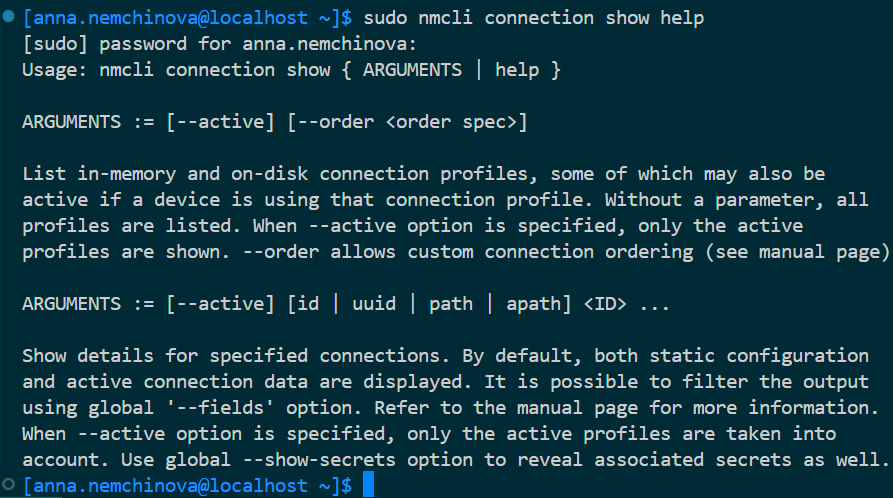 [anna.nemchinova@localhost ~]$ sudo nmcli connection show help
[sudo] password for anna.nemchinova:
Usage: nmcli connection show { ARGUMENTS | help }
ARGUMENTS := [--active] [--order <order spec>]
List in-memory and on-disk connection profiles, some of which may also be
active if a device is using that connection profile. Without a parameter, all
profiles are listed. When --active option is specified, only the active
profiles are shown. --order allows custom connection ordering (see manual page)
ARGUMENTS := [--active] [id | uuid | path | apath] <ID> ...
Show details for specified connections. By default, both static configuration
and active connection data are displayed. It is possible to filter the output
using global '--fields' option. Refer to the manual page for more information.
When --active option is specified, only the active profiles are taken into
account. Use global --show-secrets option to reveal associated secrets as well.
[anna.nemchinova@localhost ~]$